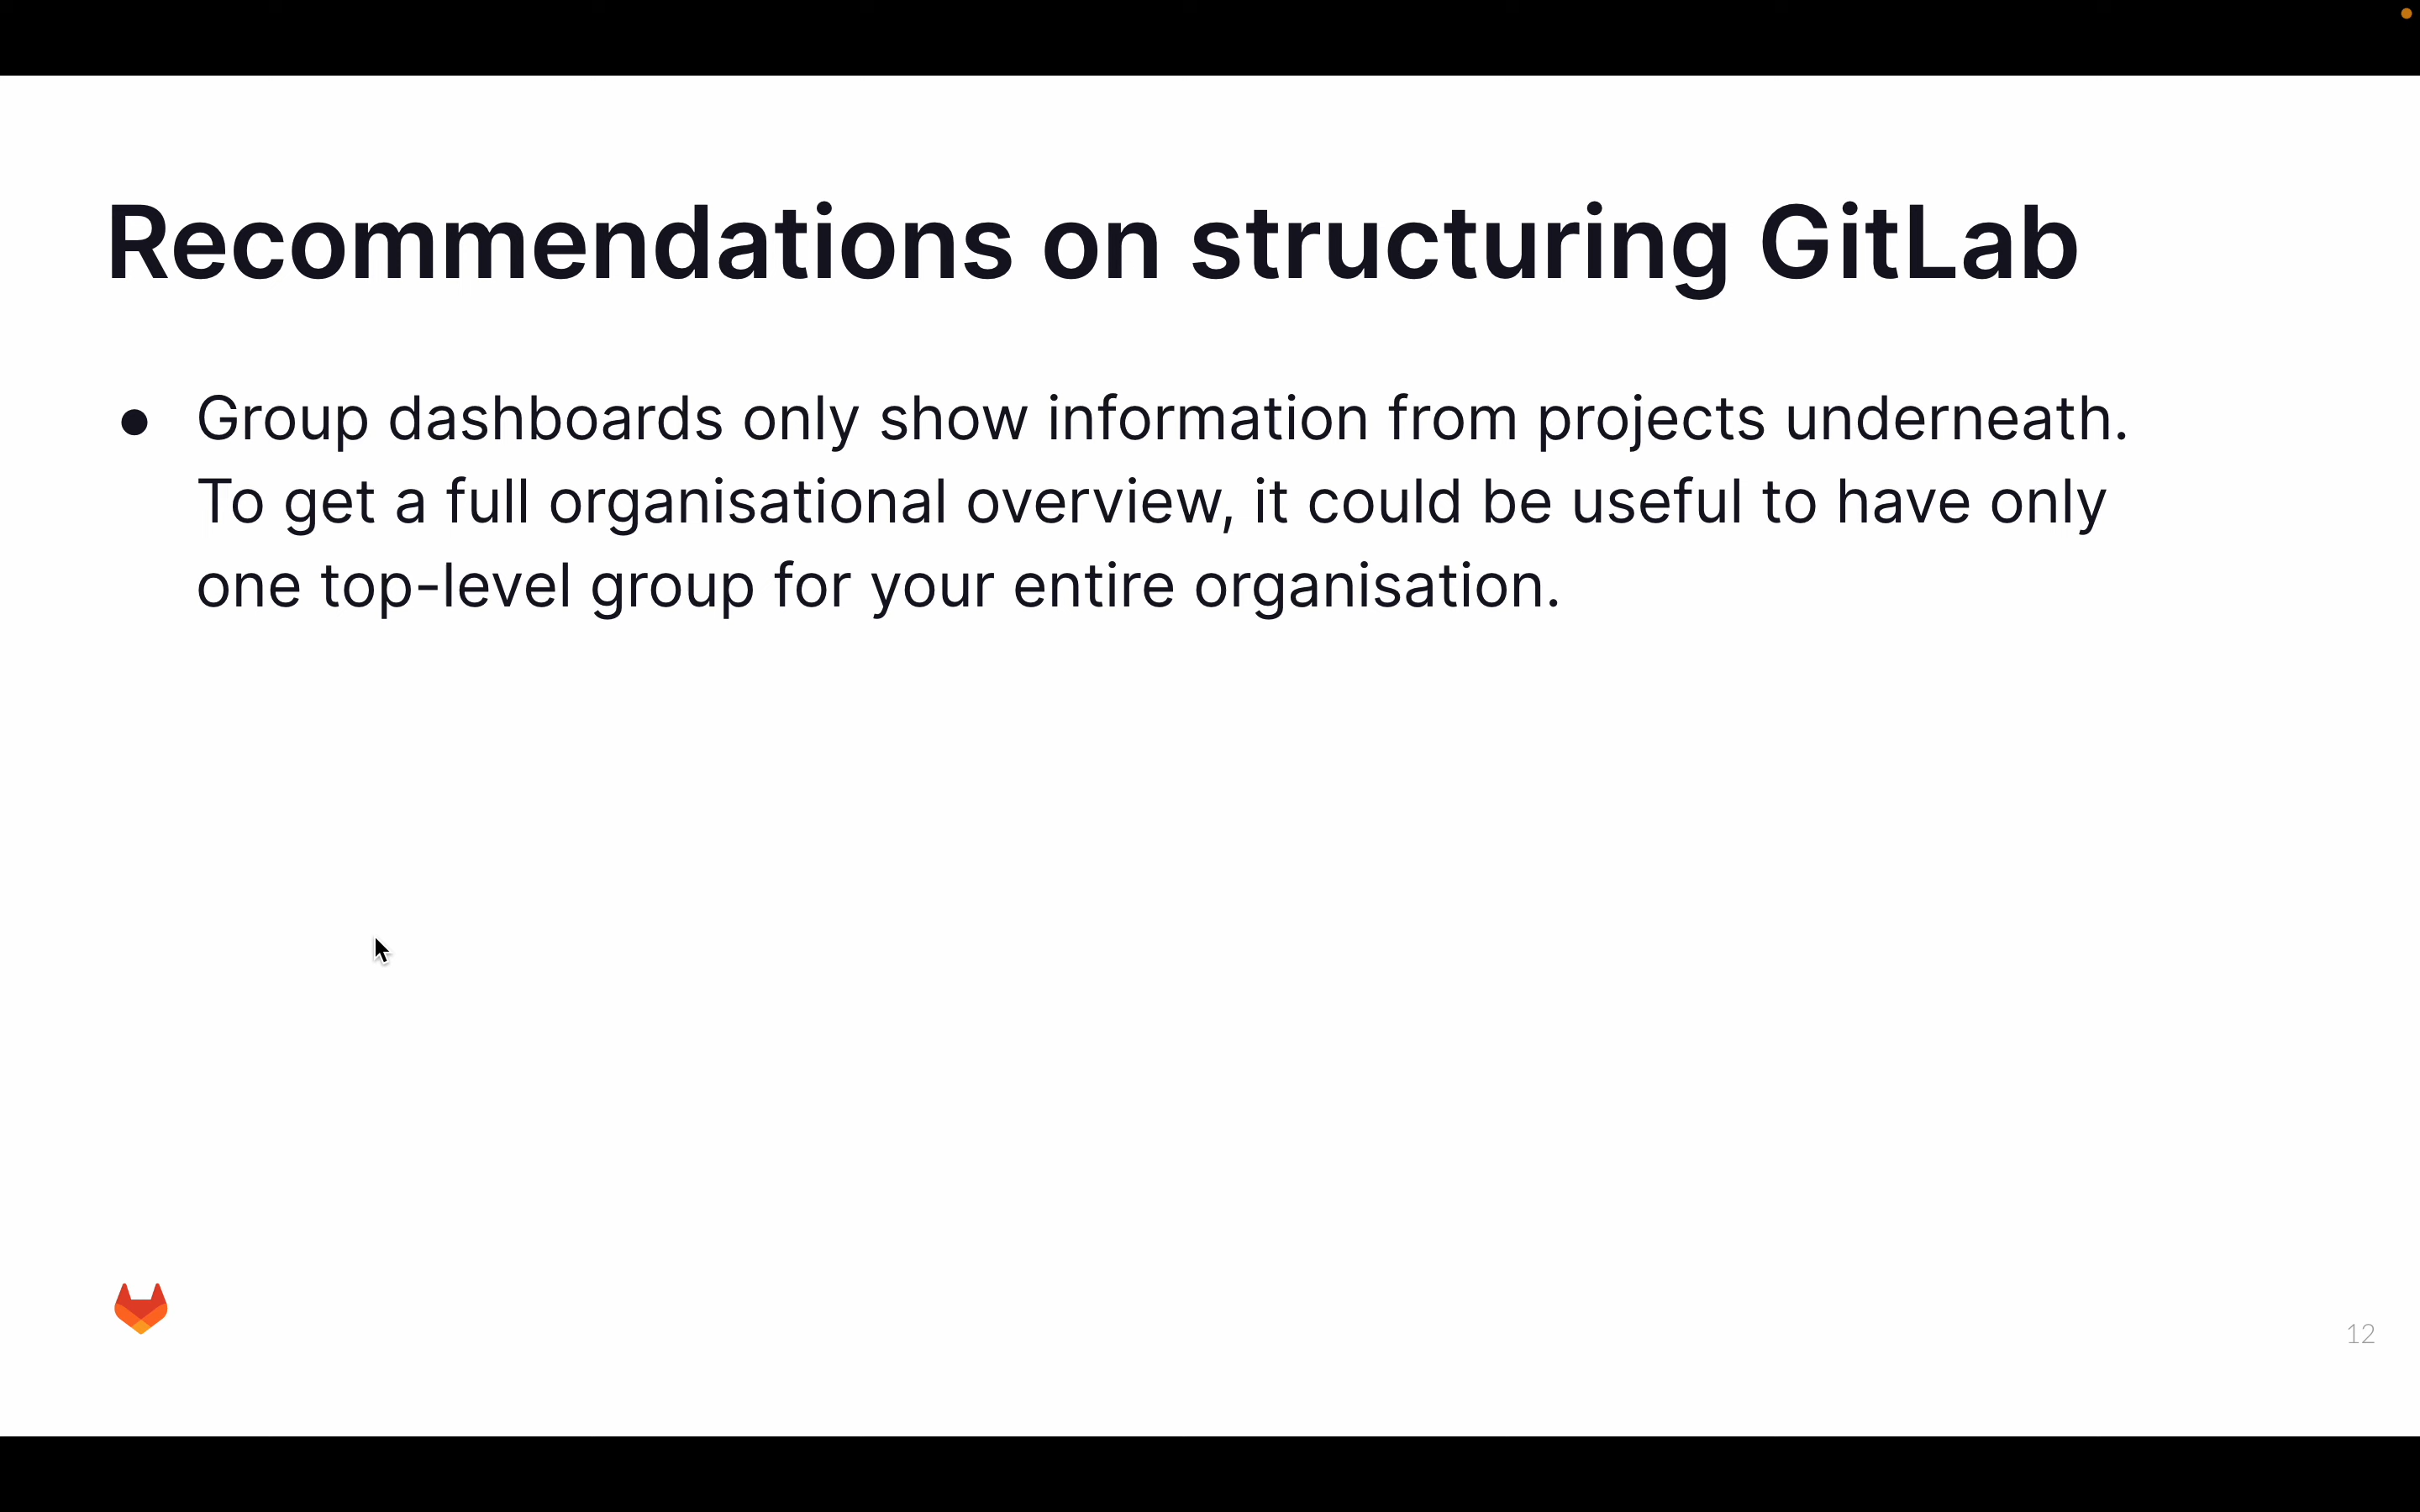 Recommendations on structuring GitLab
● Group dashboards only show information from projects underneath.
To get a full organisational overview, it could be useful to have only
one top-level group for your entire organisation.
12